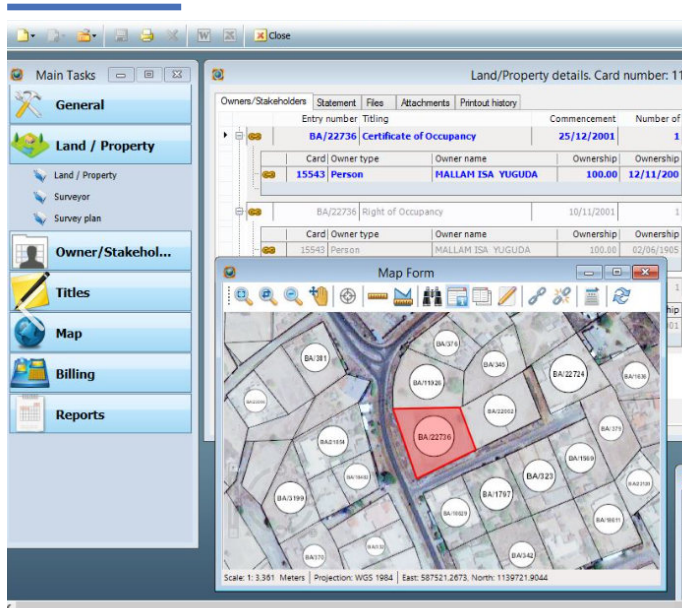 Close
Main Tasks
General
Land / Property
Land / Property
Surveyor
Survey plan
Owner/Stakehol...
Titles
Map
Billing
Reports
Land/Property details. Card number: 11
Owners/Stakeholders Statement Files Attachments Printout history
Entry number Titling Commencement Number of
BA/22736 Certificate of Occupancy 25/12/2001 1
Card Owner type Owner name Ownership Ownership
15543 Person MALLAM ISA YUGUDA 100.00 12/11/200
BA/22736 Right of Occupancy 10/11/2001 1
Card Owner type Owner name Ownership Ownership
15543 Person MALLAM ISA YUGUDA 100.00 02/06/1905
Map Form
BA/376
BA/381
BA/345
BA/22724
BA/11926
BA/22736
BA/379
BA/1569
BA/323
BA/3199
BA/1797
BA/342
Scale: 1: 3,361 Meters Projection: WGS 1984 East: 587521.2673, North: 1139721.9044